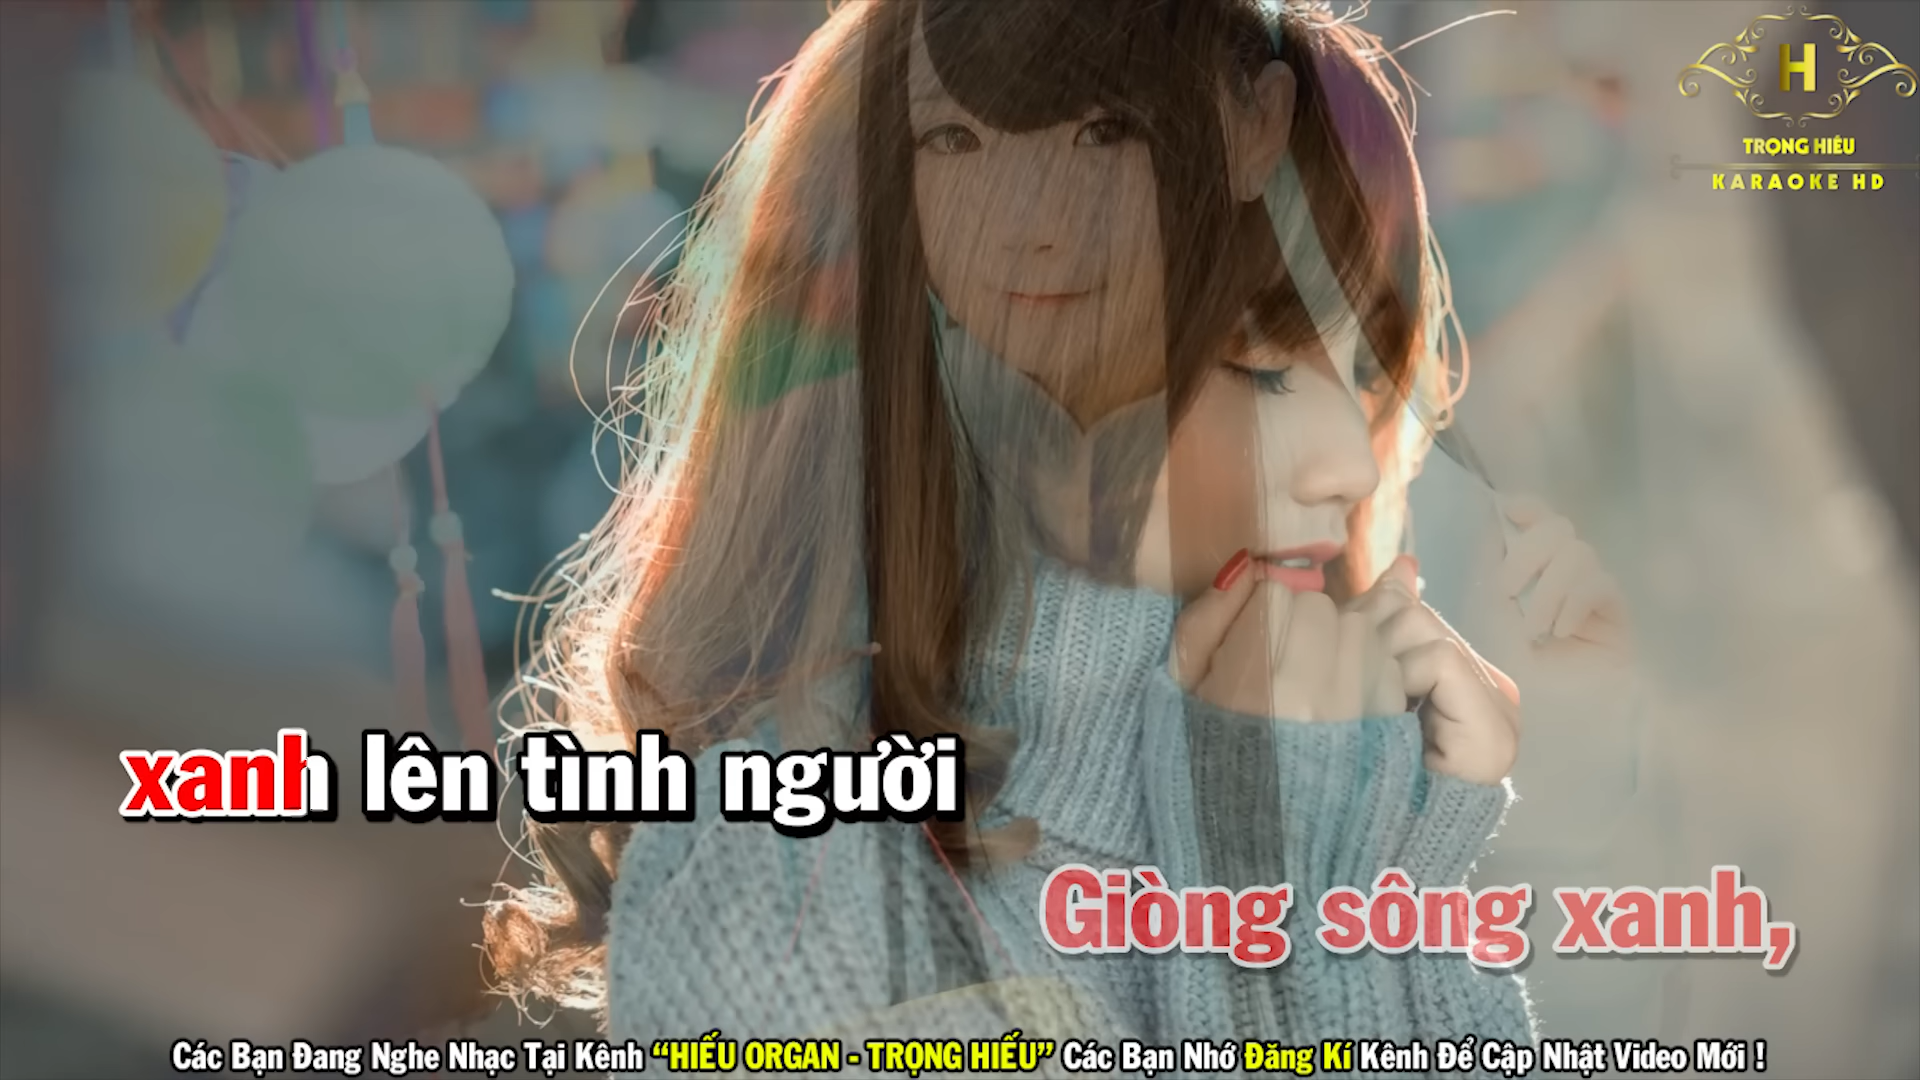 H
TRỌNG HIẾU
KARAOKE HD
xanh lên tình người
Giòng sông xanh,
Các Bạn Đang Nghe Nhạc Tại Kênh “HIẾU ORGAN - TRỌNG HIẾU” Các Bạn Nhớ Đăng Kí Kênh Để Cập Nhật Video Mới !